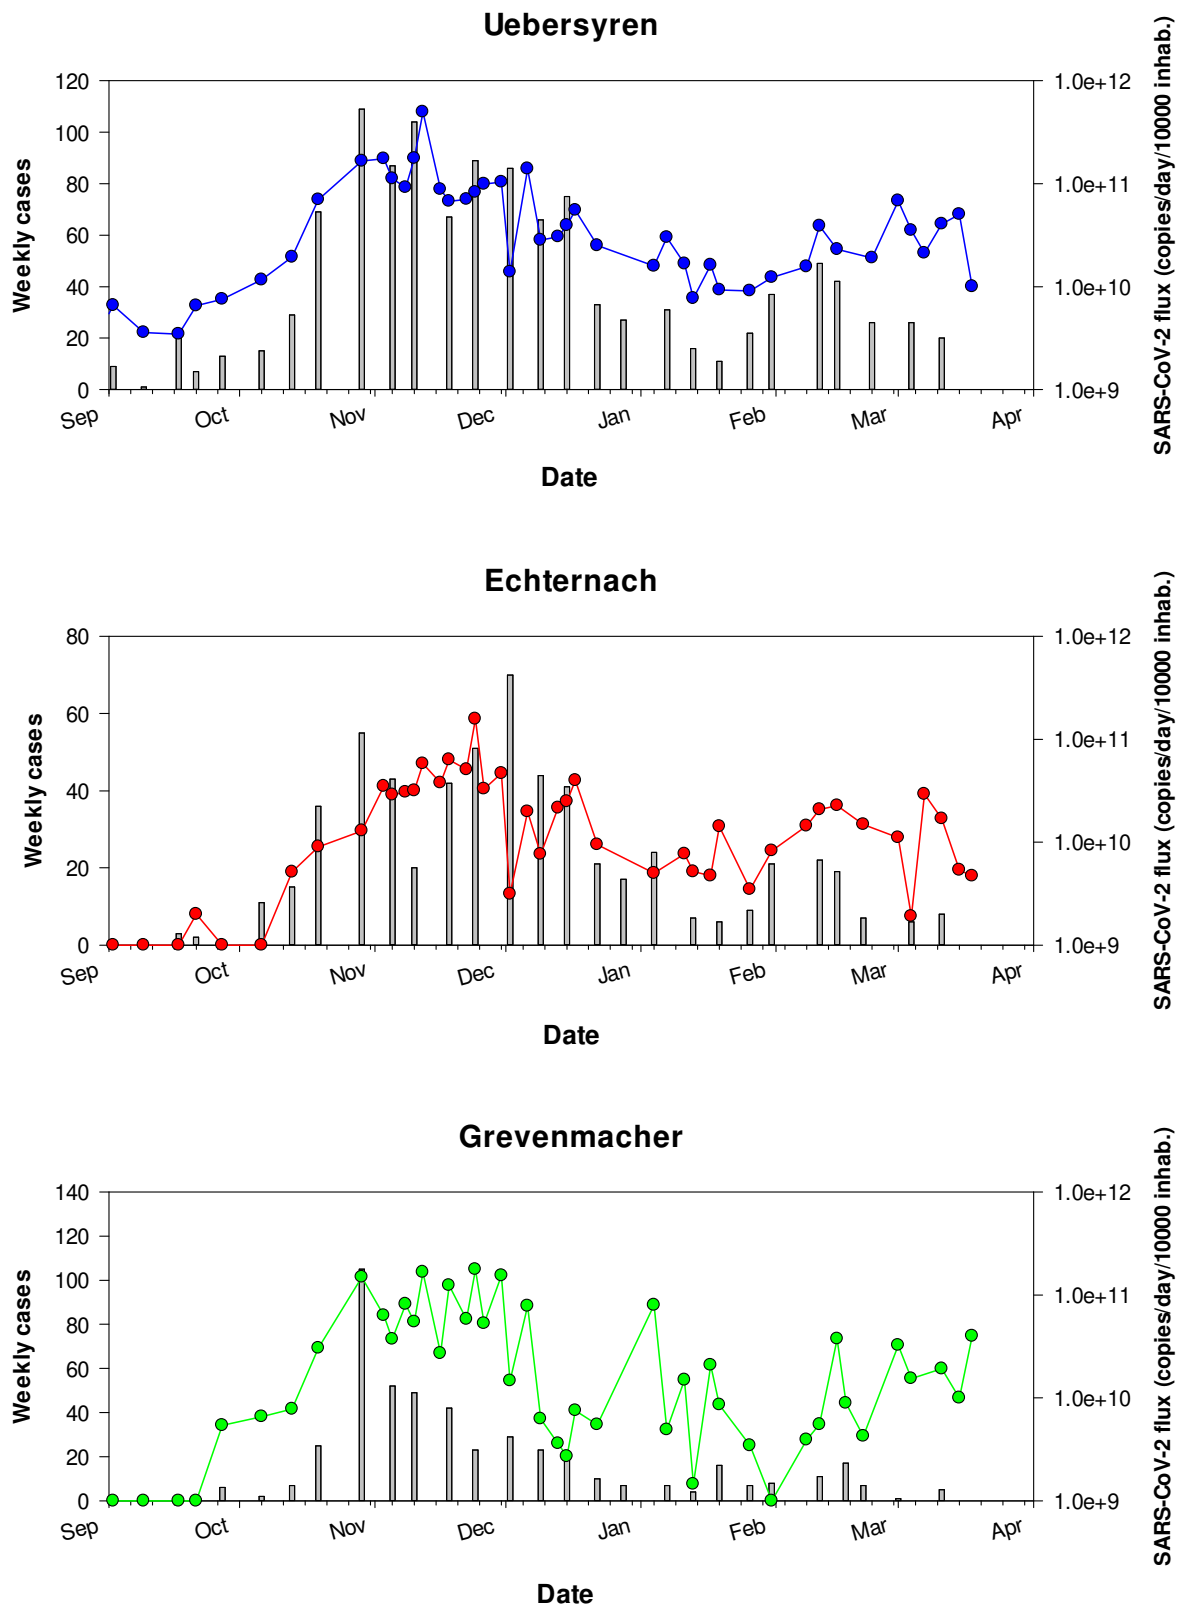 Uebersyren
120
100
80
60
40
20
0
Weekly cases
1.0e+12
1.0e+11
1.0e+10
1.0e+9
SARS-CoV-2 flux (copies/day/10000 inhab.)
Sep Oct Nov Dec Jan Feb Mar Apr
Date
Echternach
80
60
40
20
0
Weekly cases
1.0e+12
1.0e+11
1.0e+10
1.0e+9
SARS-CoV-2 flux (copies/day/10000 inhab.)
Sep Oct Nov Dec Jan Feb Mar Apr
Date
Grevenmacher
140
120
100
80
60
40
20
0
Weekly cases
1.0e+12
1.0e+11
1.0e+10
1.0e+9
SARS-CoV-2 flux (copies/day/10000 inhab.)
Sep Oct Nov Dec Jan Feb Mar Apr
Date